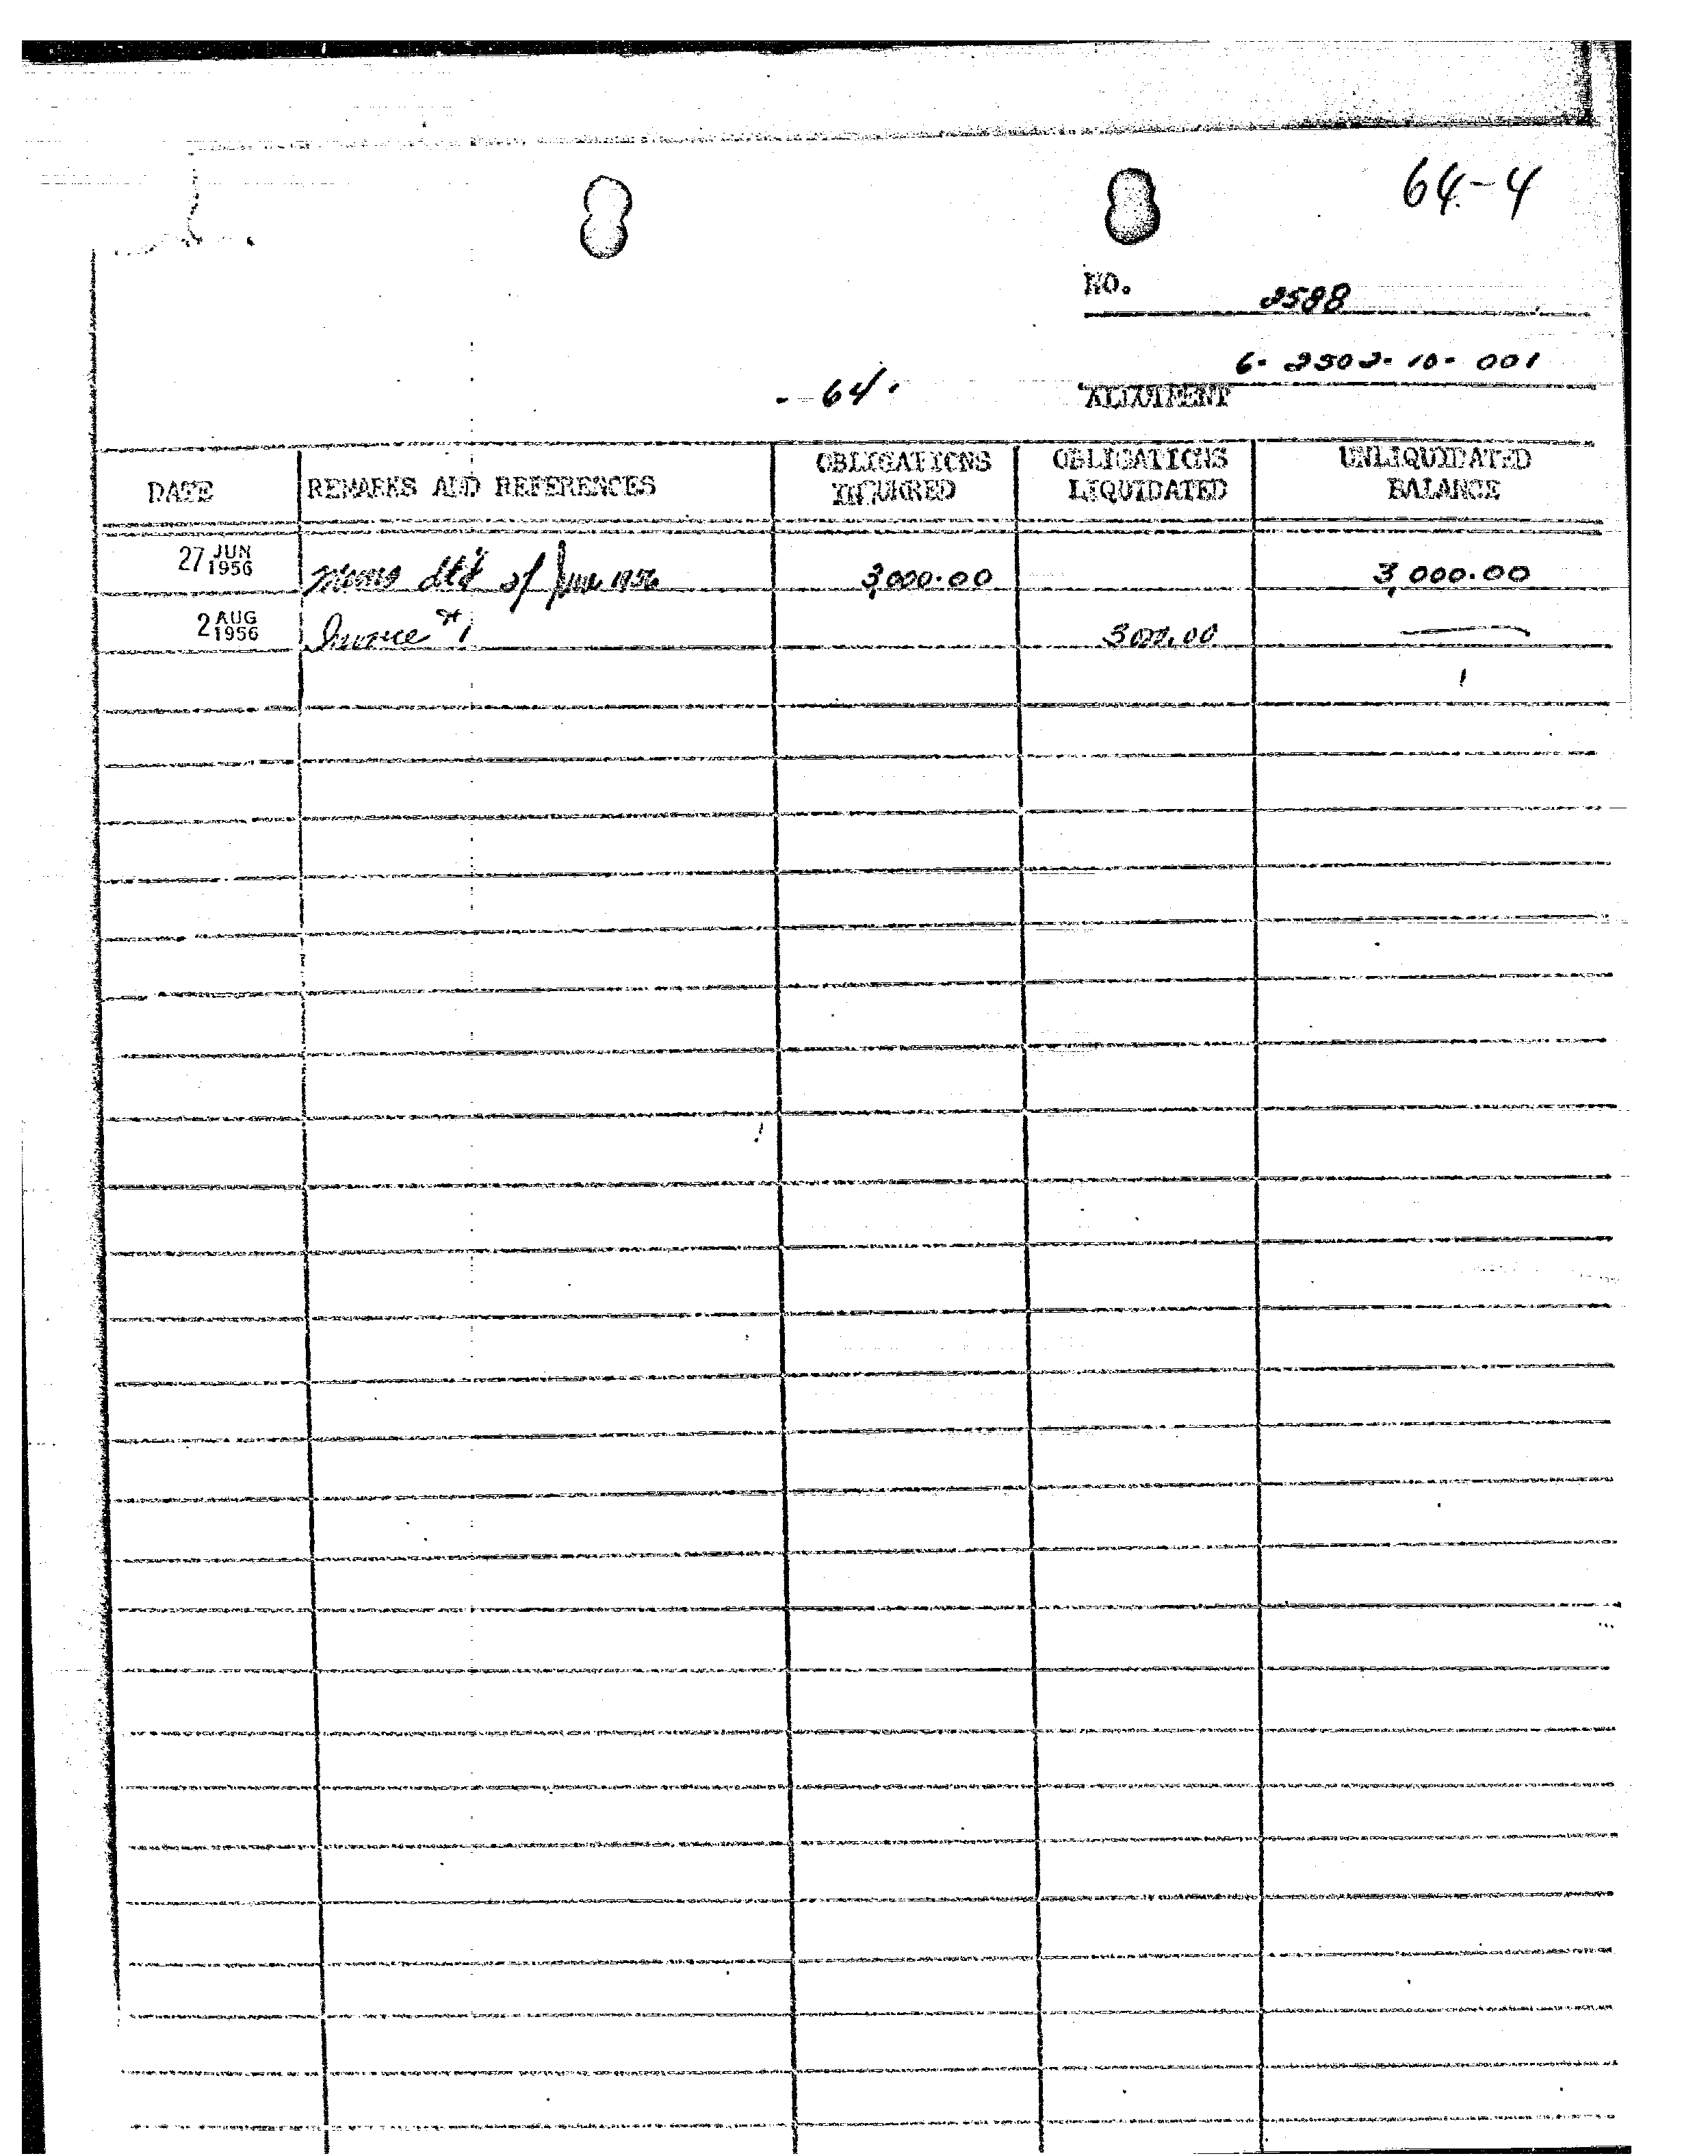 64-4
NO. 2588
6-2502-10-001
- 64 -
ALLOTMENT
DATE REMARKS AND REFERENCES OBLIGATIONS INCURRED OBLIGATIONS LIQUIDATED UNLIQUIDATED BALANCE
27 JUN 1956 Memo dtd of June 1956 3,000.00 3,000.00
2 AUG 1956 Invoice #1 3000.00 —